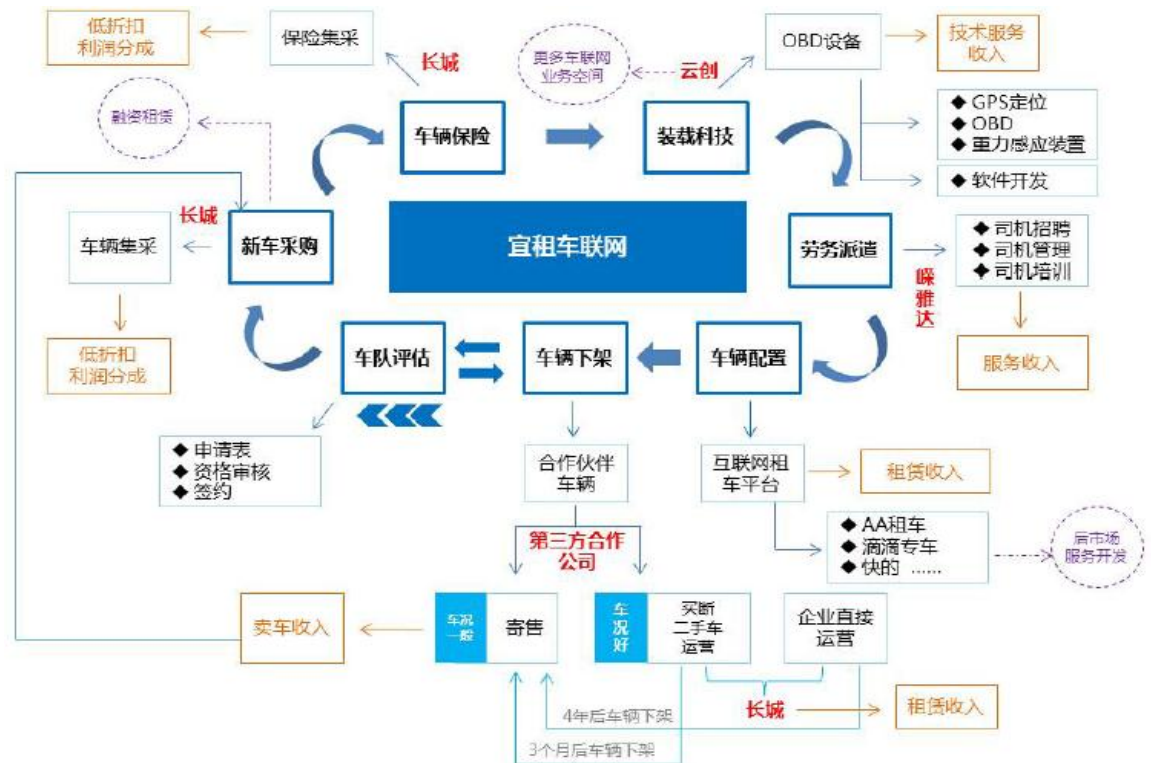 低折扣
利润分成
保险集采
长城
更多车联网
业务空间
云创
OBD设备
技术服务
收入
融资租赁
车辆保险
装载科技
◆ GPS定位
◆ OBD
◆ 重力感应装置
◆ 软件开发
长城
车辆集采
新车采购
宜租车联网
劳务派遣
◆ 司机招聘
◆ 司机管理
◆ 司机培训
嵘雅达
低折扣
利润分成
车队评估
车辆下架
车辆配置
服务收入
◆ 申请表
◆ 资格审核
◆ 签约
合作伙伴
车辆
互联网租
车平台
租赁收入
第三方合作
公司
◆ AA租车
◆ 滴滴专车
◆ 快的 ……
后市场
服务开发
卖车收入
车况
一般
寄售
车况好
买断
二手车
运营
企业直接
运营
4年后车辆下架
长城
租赁收入
3个月后车辆下架